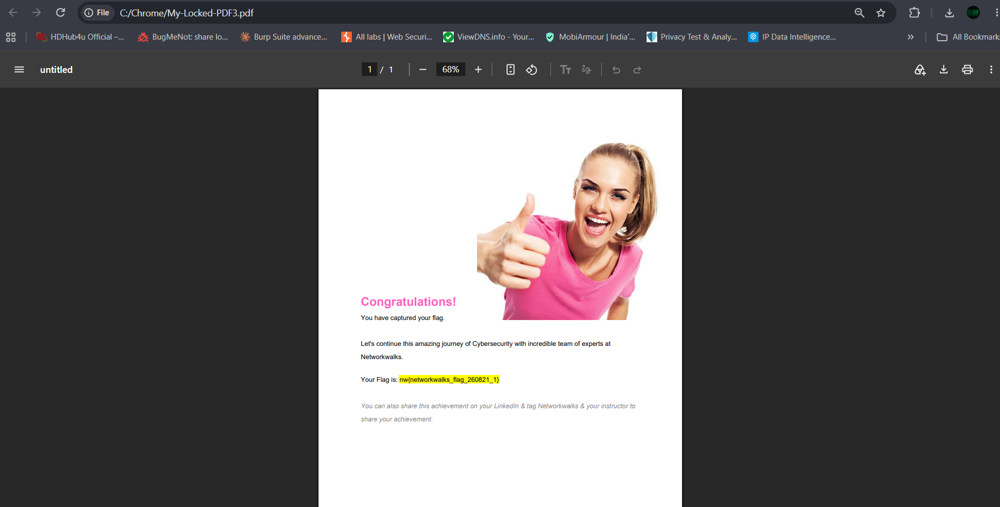 File
C:/Chrome/My-Locked-PDF3.pdf
HDHub4u Official –...
BugMeNot: share lo...
Burp Suite advance...
All labs | Web Securi...
ViewDNS.info - Your...
MobiArmour | India'...
Privacy Test & Analy...
IP Data Intelligence...
»
All Bookmarks
untitled
1 / 1
68%
Congratulations!
You have captured your flag.
Let's continue this amazing journey of Cybersecurity with incredible team of experts at
Networkwalks.
Your Flag is: nw{networkwalks_flag_260821_1}
You can also share this achievement on your LinkedIn & tag Networkwalks & your instructor to
share your achievement.